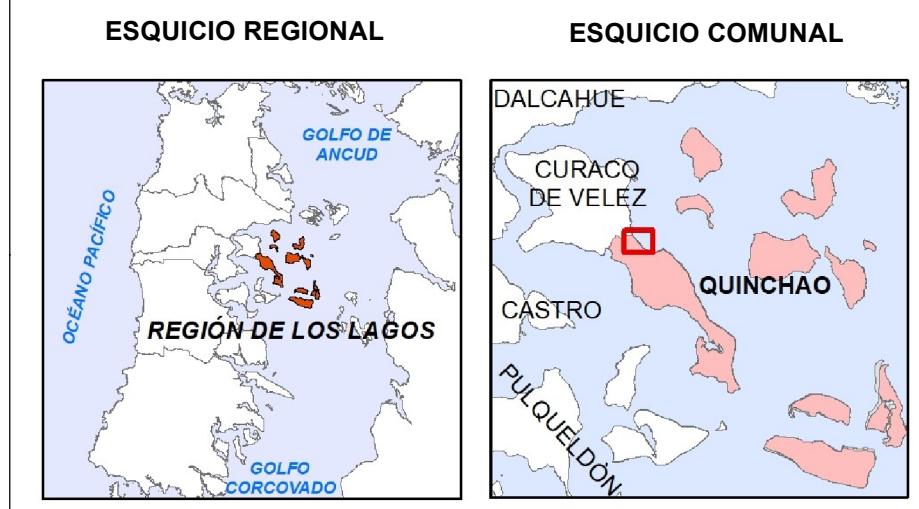 ESQUICIO REGIONAL
GOLFO DE
ANCUD
OCÉANO PACÍFICO
REGIÓN DE LOS LAGOS
GOLFO
CORCOVADO
ESQUICIO COMUNAL
DALCAHUE
CURACO
DE VELEZ
QUINCHAO
CASTRO
PULQUELDÒN